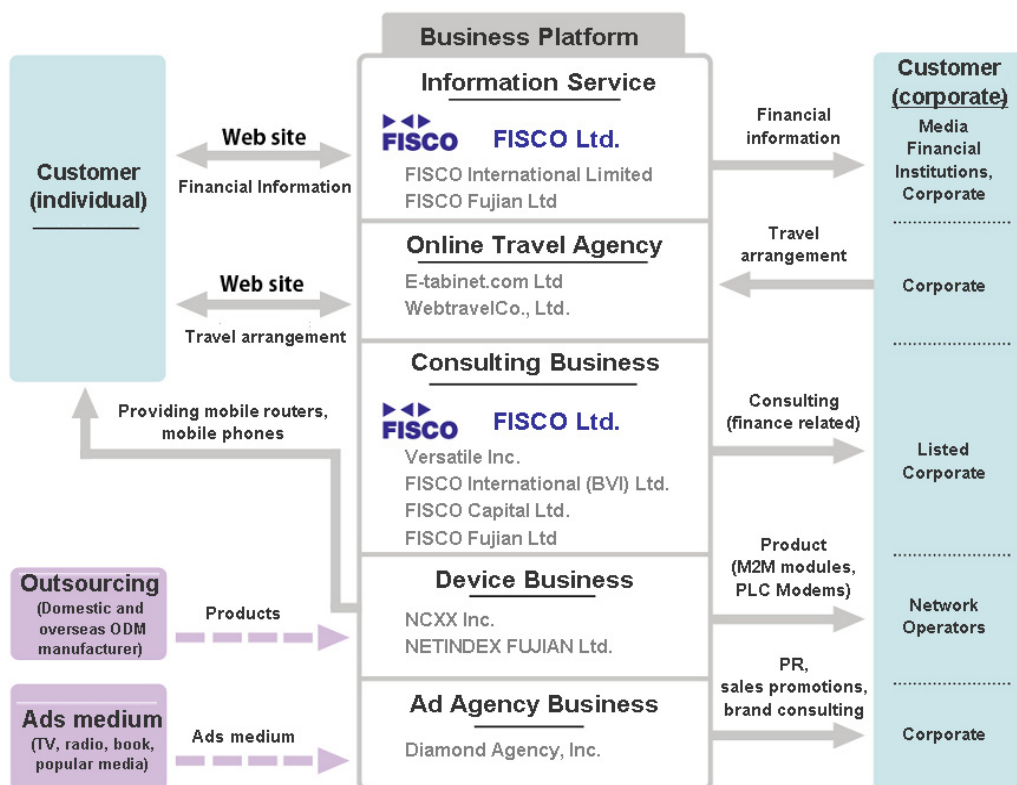 Business Platform
Information Service
FISCO
FISCO Ltd.
FISCO International Limited
FISCO Fujian Ltd
Online Travel Agency
E-tabinet.com Ltd
WebtravelCo., Ltd.
Consulting Business
FISCO
FISCO Ltd.
Versatile Inc.
FISCO International (BVI) Ltd.
FISCO Capital Ltd.
FISCO Fujian Ltd
Device Business
NCXX Inc.
NETINDEX FUJIAN Ltd.
Ad Agency Business
Diamond Agency, Inc.
Customer
(individual)
Web site
Financial Information
Web site
Travel arrangement
Providing mobile routers,
mobile phones
Outsourcing
(Domestic and
overseas ODM
manufacturer)
Products
Ads medium
(TV, radio, book,
popular media)
Ads medium
Financial
information
Travel
arrangement
Consulting
(finance related)
Product
(M2M modules,
PLC Modems)
PR,
sales promotions,
brand consulting
Customer
(corporate)
Media
Financial
Institutions,
Corporate
Corporate
Listed
Corporate
Network
Operators
Corporate